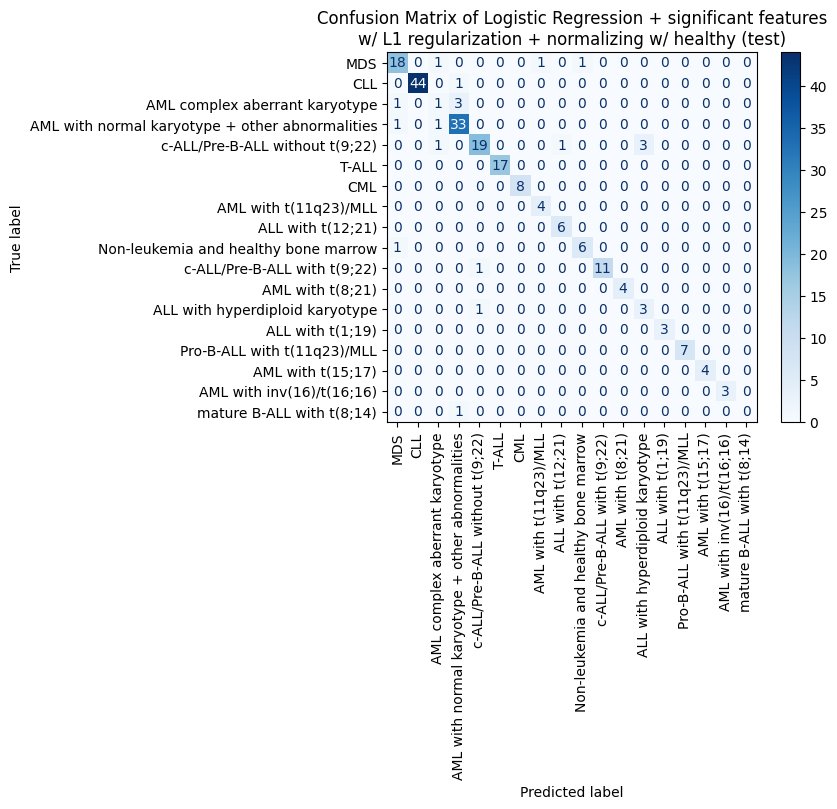 Confusion Matrix of Logistic Regression + significant features
w/ L1 regularization + normalizing w/ healthy (test)
MDS 18 0 1 0 0 0 0 1 0 1 0 0 0 0 0 0 0 0
CLL 0 44 0 1 0 0 0 0 0 0 0 0 0 0 0 0 0 0
AML complex aberrant karyotype 1 0 1 3 0 0 0 0 0 0 0 0 0 0 0 0 0 0
AML with normal karyotype + other abnormalities 1 0 1 33 0 0 0 0 0 0 0 0 0 0 0 0 0 0
c-ALL/Pre-B-ALL without t(9;22) 0 0 1 0 19 0 0 0 1 0 0 0 3 0 0 0 0 0
T-ALL 0 0 0 0 0 17 0 0 0 0 0 0 0 0 0 0 0 0
CML 0 0 0 0 0 0 8 0 0 0 0 0 0 0 0 0 0 0
AML with t(11q23)/MLL 0 0 0 0 0 0 0 4 0 0 0 0 0 0 0 0 0 0
ALL with t(12;21) 0 0 0 0 0 0 0 0 6 0 0 0 0 0 0 0 0 0
Non-leukemia and healthy bone marrow 1 0 0 0 0 0 0 0 0 6 0 0 0 0 0 0 0 0
c-ALL/Pre-B-ALL with t(9;22) 0 0 0 0 1 0 0 0 0 0 11 0 0 0 0 0 0 0
AML with t(8;21) 0 0 0 0 0 0 0 0 0 0 0 4 0 0 0 0 0 0
ALL with hyperdiploid karyotype 0 0 0 0 1 0 0 0 0 0 0 0 3 0 0 0 0 0
ALL with t(1;19) 0 0 0 0 0 0 0 0 0 0 0 0 0 3 0 0 0 0
Pro-B-ALL with t(11q23)/MLL 0 0 0 0 0 0 0 0 0 0 0 0 0 0 7 0 0 0
AML with t(15;17) 0 0 0 0 0 0 0 0 0 0 0 0 0 0 0 4 0 0
AML with inv(16)/t(16;16) 0 0 0 0 0 0 0 0 0 0 0 0 0 0 0 0 3 0
mature B-ALL with t(8;14) 0 0 0 1 0 0 0 0 0 0 0 0 0 0 0 0 0 0
True label
MDS
CLL
AML complex aberrant karyotype
AML with normal karyotype + other abnormalities
c-ALL/Pre-B-ALL without t(9;22)
T-ALL
CML
AML with t(11q23)/MLL
ALL with t(12;21)
Non-leukemia and healthy bone marrow
c-ALL/Pre-B-ALL with t(9;22)
AML with t(8;21)
ALL with hyperdiploid karyotype
ALL with t(1;19)
Pro-B-ALL with t(11q23)/MLL
AML with t(15;17)
AML with inv(16)/t(16;16)
mature B-ALL with t(8;14)
Predicted label
40
35
30
25
20
15
10
5
0